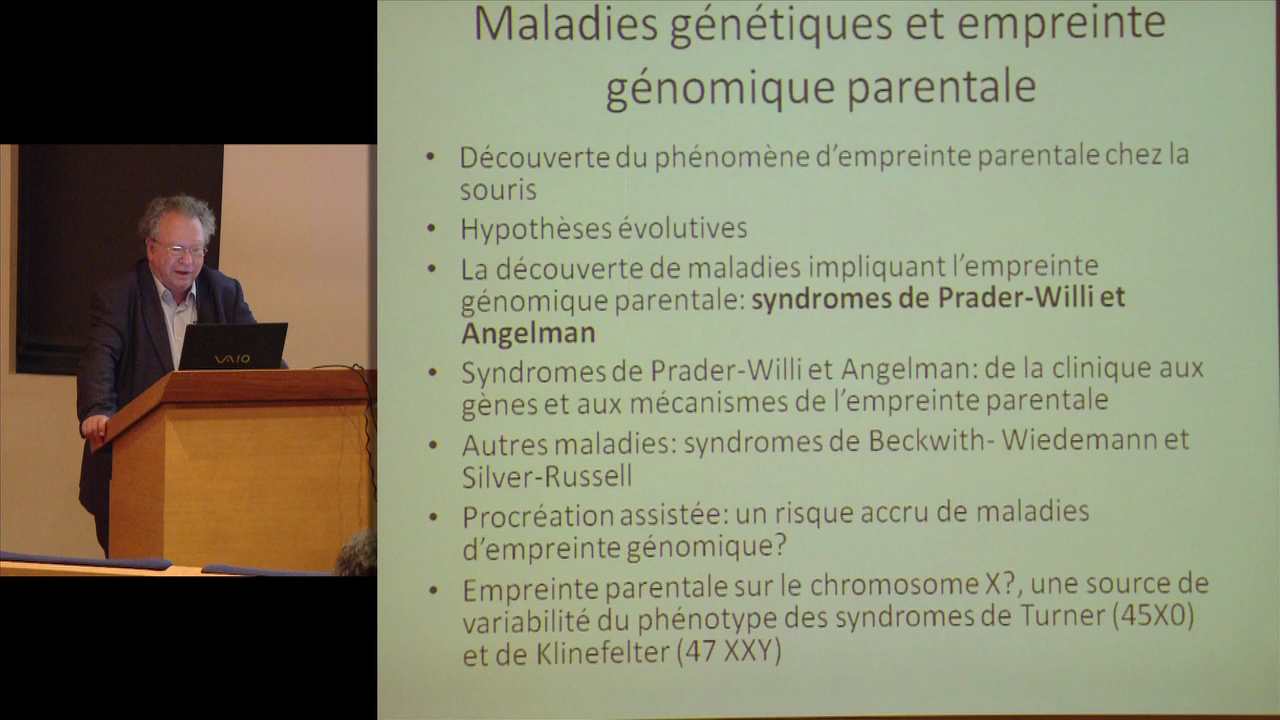 Maladies génétiques et empreinte
génomique parentale
• Découverte du phénomène d'empreinte parentale chez la
souris
• Hypothèses évolutives
• La découverte de maladies impliquant l'empreinte
génomique parentale: syndromes de Prader-Willi et
Angelman
• Syndromes de Prader-Willi et Angelman: de la clinique aux
gènes et aux mécanismes de l'empreinte parentale
• Autres maladies: syndromes de Beckwith- Wiedemann et
Silver-Russell
• Procréation assistée: un risque accru de maladies
d'empreinte génomique?
• Empreinte parentale sur le chromosome X?, une source de
variabilité du phénotype des syndromes de Turner (45X0)
et de Klinefelter (47 XXY)
VAIO